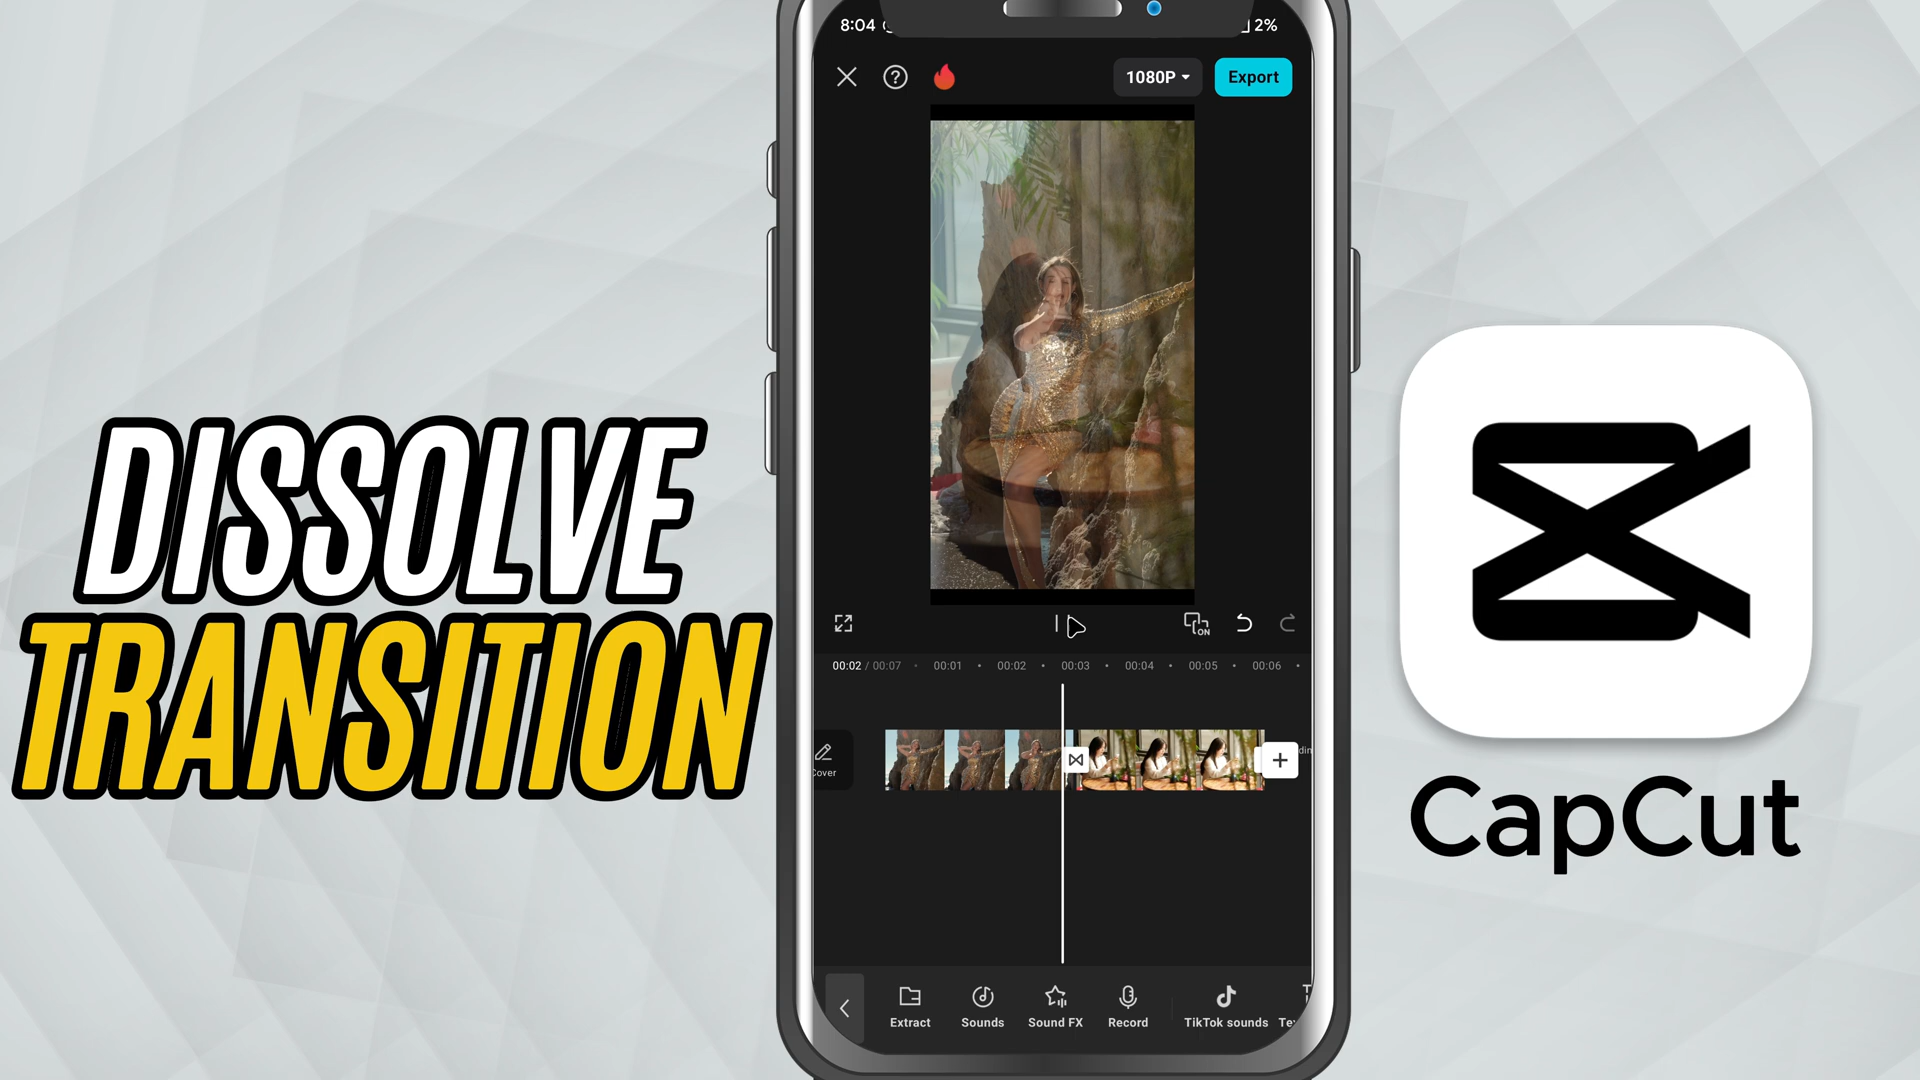 8:04
2%
1080P
Export
DISSOLVE
TRANSITION
ON
00:02 / 00:07
00:01
00:02
00:03
00:04
00:05
00:06
Cover
CapCut
Extract
Sounds
Sound FX
Record
TikTok sounds